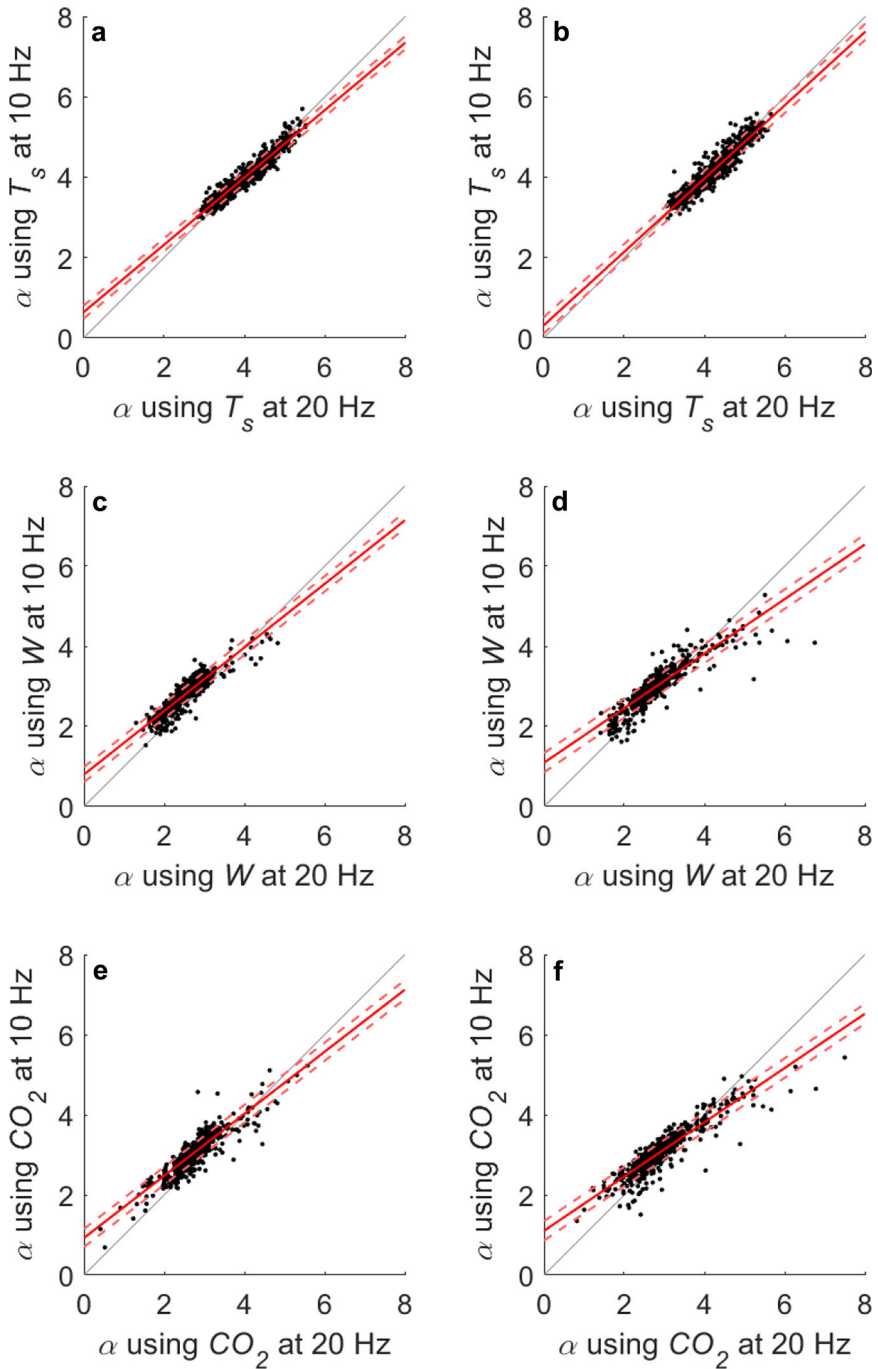 a
α using T_s at 10 Hz
8
6
4
2
0
0 2 4 6 8
α using T_s at 20 Hz
b
α using T_s at 10 Hz
8
6
4
2
0
0 2 4 6 8
α using T_s at 20 Hz
c
α using W at 10 Hz
8
6
4
2
0
0 2 4 6 8
α using W at 20 Hz
d
α using W at 10 Hz
8
6
4
2
0
0 2 4 6 8
α using W at 20 Hz
e
α using CO_2 at 10 Hz
8
6
4
2
0
0 2 4 6 8
α using CO_2 at 20 Hz
f
α using CO_2 at 10 Hz
8
6
4
2
0
0 2 4 6 8
α using CO_2 at 20 Hz